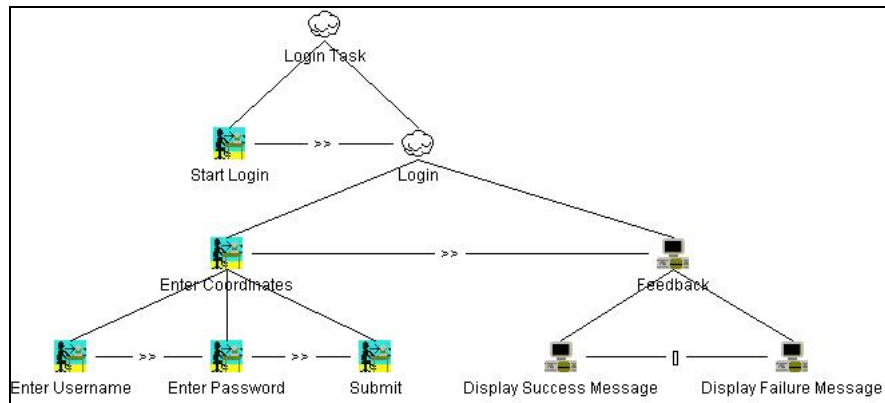 Login Task
>>
Start Login Login
>>
Enter Coordinates Feedback
>> >> []
Enter Username Enter Password Submit Display Success Message Display Failure Message